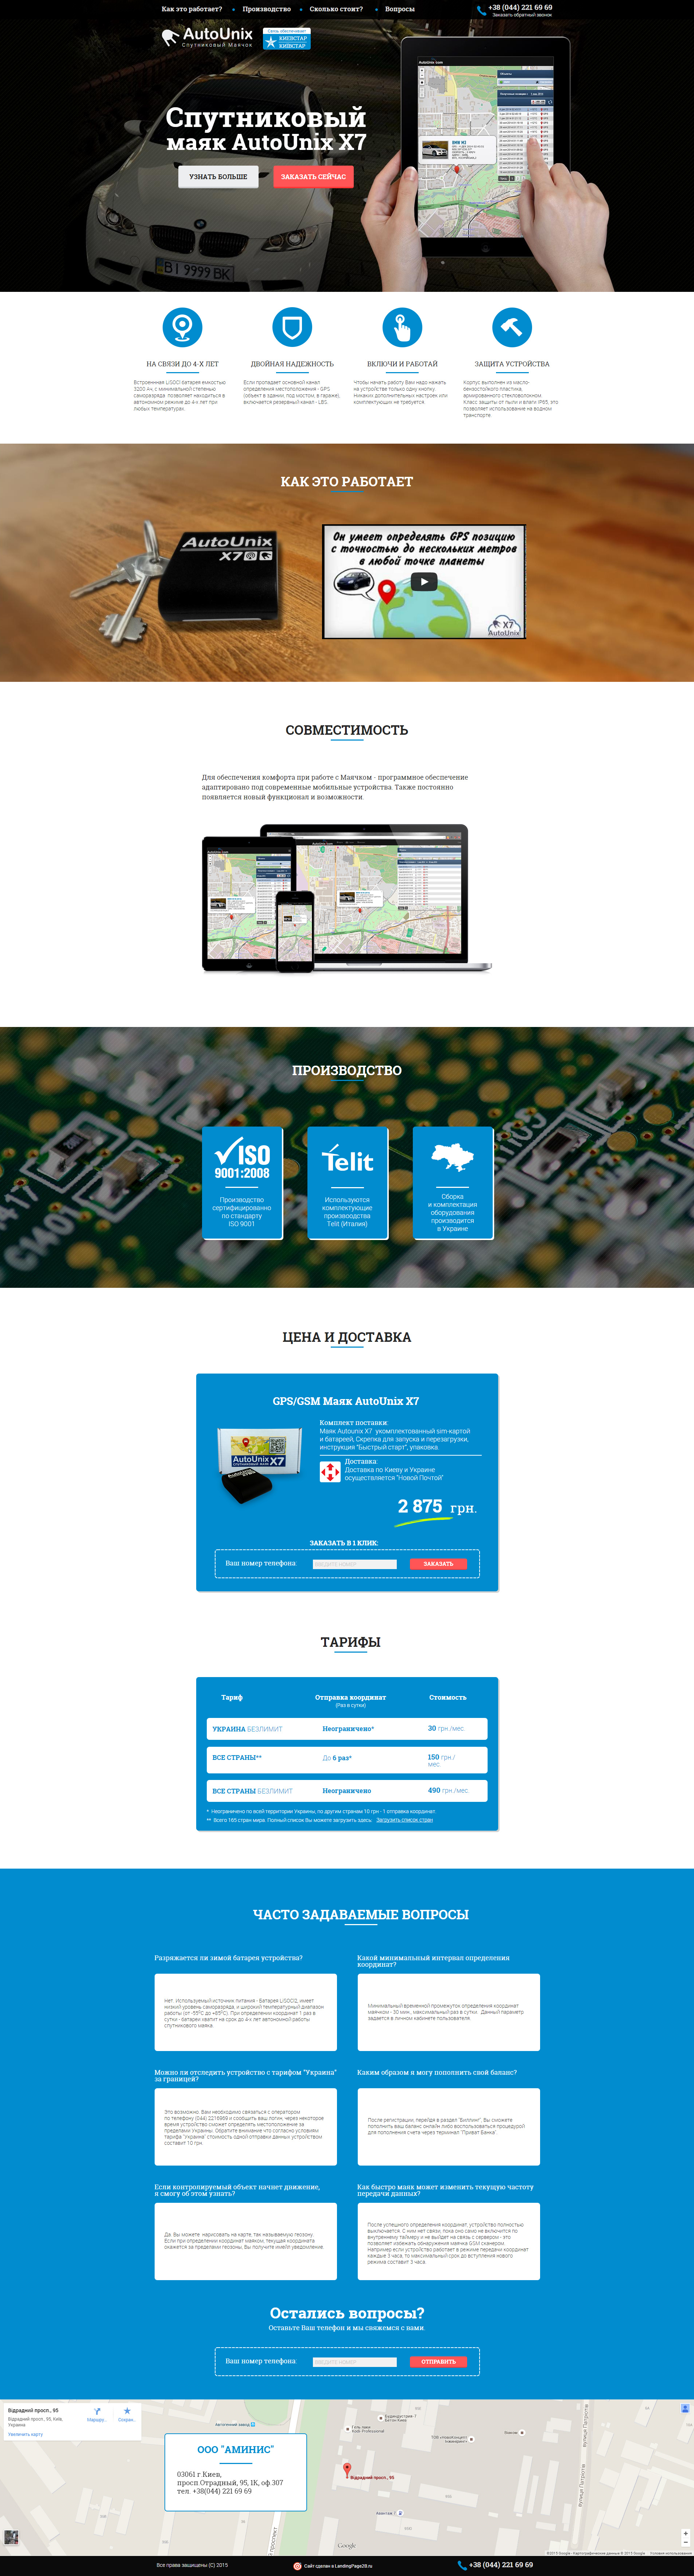 Как это работает?
Производство
Сколько стоит?
Вопросы
+38 (044) 221 69 69
Заказать обратный звонок
AutoUnix
Спутниковый Маячок
Связь обеспечивает
КИЕВСТАР
КИЇВСТАР
Спутниковый
маяк AutoUnix X7
УЗНАТЬ БОЛЬШЕ
ЗАКАЗАТЬ СЕЙЧАС
BI 9999 BK
НА СВЯЗИ ДО 4-Х ЛЕТ
Встроенная LiSOCl батарея емкостью
3200 Ач, с минимальной степенью
саморазряда позволяет находиться в
автономном режиме до 4-х лет при
любых температурах.
ДВОЙНАЯ НАДЕЖНОСТЬ
Если пропадает основной канал
определения местоположения - GPS
(объект в здании, под мостом, в гараже),
включается резервный канал - LBS.
ВКЛЮЧИ И РАБОТАЙ
Чтобы начать работу Вам надо нажать
на устройстве только одну кнопку,
никаких дополнительных настроек или
комплектующих не требуется.
ЗАЩИТА УСТРОЙСТВА
Корпус выполнен из масло-
бензостойкого пластика,
армированного стекловолокном.
Класс защиты от пыли и влаги IP65, это
позволяет использование на водном
транспорте.
КАК ЭТО РАБОТАЕТ
AutoUnix
X7
Он умеет определять GPS позицию
с точностью до нескольких метров
в любой точке планеты
X7
AutoUnix
СОВМЕСТИМОСТЬ
Для обеспечения комфорта при работе с Маячком - программное обеспечение
адаптировано под современные мобильные устройства. Также постоянно
появляется новый функционал и возможности.
ПРОИЗВОДСТВО
ISO
9001:2008
Производство
сертифицированно
по стандарту
ISO 9001
Telit
Используются
комплектующие
произвоодства
Telit (Италия)
Сборка
и комплектация
оборудования
производится
в Украине
ЦЕНА И ДОСТАВКА
GPS/GSM Маяк AutoUnix X7
Комплект поставки:
Маяк Autounix X7 укомплектованный sim-картой
и батареей, Скрепка для запуска и перезагрузки,
инструкция "Быстрый старт", упаковка.
Доставка:
Доставка по Киеву и Украине
осуществляется "Новой Почтой"
AutoUnix
X7
2 875 грн.
ЗАКАЗАТЬ В 1 КЛИК:
Ваш номер телефона:
ВВЕДИТЕ НОМЕР
ЗАКАЗАТЬ
ТАРИФЫ
Тариф
Отправка координат
(Раз в сутки)
Стоимость
УКРАИНА БЕЗЛИМИТ
Неограничено*
30 грн./мес.
ВСЕ СТРАНЫ**
До 6 раз*
150 грн./
мес.
ВСЕ СТРАНЫ БЕЗЛИМИТ
Неограничено
490 грн./мес.
* Неограничено по всей территории Украины, по другим странам 10 грн - 1 отправка координат.
** Всего 165 стран мира. Полный список Вы можете загрузить здесь: Загрузить список стран
ЧАСТО ЗАДАВАЕМЫЕ ВОПРОСЫ
Разряжается ли зимой батарея устройства?
Нет. Используемый источник питания - Батарея LiSOCl2, имеет
низкий уровень саморазряда, и широкий температурный диапазон
работы (от -55°C до +85°C). При определении координат 1 раз в
сутки - батареи хватит на срок до 4-х лет автономной работы
спутникового маяка.
Какой минимальный интервал определения
координат?
Минимальный временной промежуток определения координат
маячком - 30 мин., максимальный раз в сутки. Данный параметр
задается в личном кабинете пользователя.
Можно ли отследить устройство с тарифом "Украина"
за границей?
Это возможно. Вам необходимо связаться с оператором
по телефону (044) 2216969 и сообщить ваш логин, через некоторое
время устройство сможет определять местоположение за
пределами Украины. Обратите внимание что согласно условиям
тарифа "Украина" стоимость одной отправки данных устройством
составит 10 грн.
Каким образом я могу пополнить свой баланс?
После регистрации, перейдя в раздел "Биллинг", Вы сможете
пополнить ваш баланс онлайн либо воспользоваться процедурой
для пополнения счета через терминал "Приват Банка".
Если контролируемый объект начнет движение,
я смогу об этом узнать?
Да, Вы можете нарисовать на карте, так называемую геозону.
Если при определении координат маяком, текущая координата
окажется за пределами геозоны, Вы получите имейл уведомление.
Как быстро маяк может изменить текущую частоту
передачи данных?
После успешного определения координат, устройство полностью
выключается. С ним нет связи, пока оно само не включится по
внутреннему таймеру и не выйдет на связь с сервером - это
позволяет избежать обнаружения маячка GSM сканером.
Например если устройство работает в режиме передачи координат
каждые 3 часа, то максимальный срок до вступления нового
режима составит 3 часа.
Остались вопросы?
Оставьте Ваш телефон и мы свяжемся с нами.
Ваш номер телефона:
ВВЕДИТЕ НОМЕР
ОТПРАВИТЬ
Відрадний просп., 95
Відрадний просп., 95, Київ,
Украина
Увеличить карту
Маршру...
Сохран...
ООО "АМИНИС"
03061 г.Киев,
просп Отрадный, 95, 1К, оф.307
тел. +38(044) 221 69 69
Відрадний просп., 95
Google
Все права защищены (C) 2015
Сайт сделан в LandingPage20.ru
+38 (044) 221 69 69